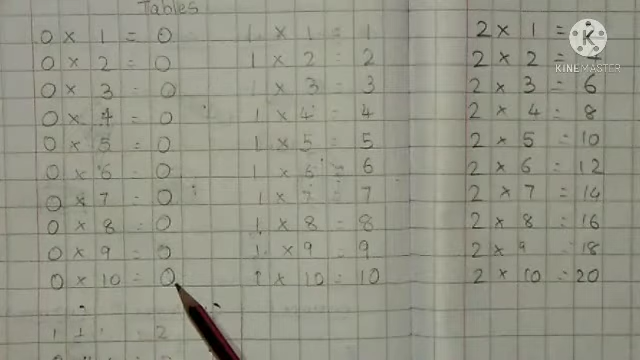 Tables
0 × 1 = 0 1 × 1 = 1 2 × 1 =
0 × 2 = 0 1 × 2 = 2 2 × 2 =
0 × 3 = 0 1 × 3 = 3 2 × 3 = 6
0 × 4 = 0 1 × 4 = 4 2 × 4 = 8
0 × 5 = 0 1 × 5 = 5 2 × 5 = 10
0 × 6 = 0 1 × 6 = 6 2 × 6 = 12
0 × 7 = 0 1 × 7 = 7 2 × 7 = 14
0 × 8 = 0 1 × 8 = 8 2 × 8 = 16
0 × 9 = 0 1 × 9 = 9 2 × 9 = 18
0 × 10 = 0 1 × 10 = 10 2 × 10 = 20
KINEMASTER